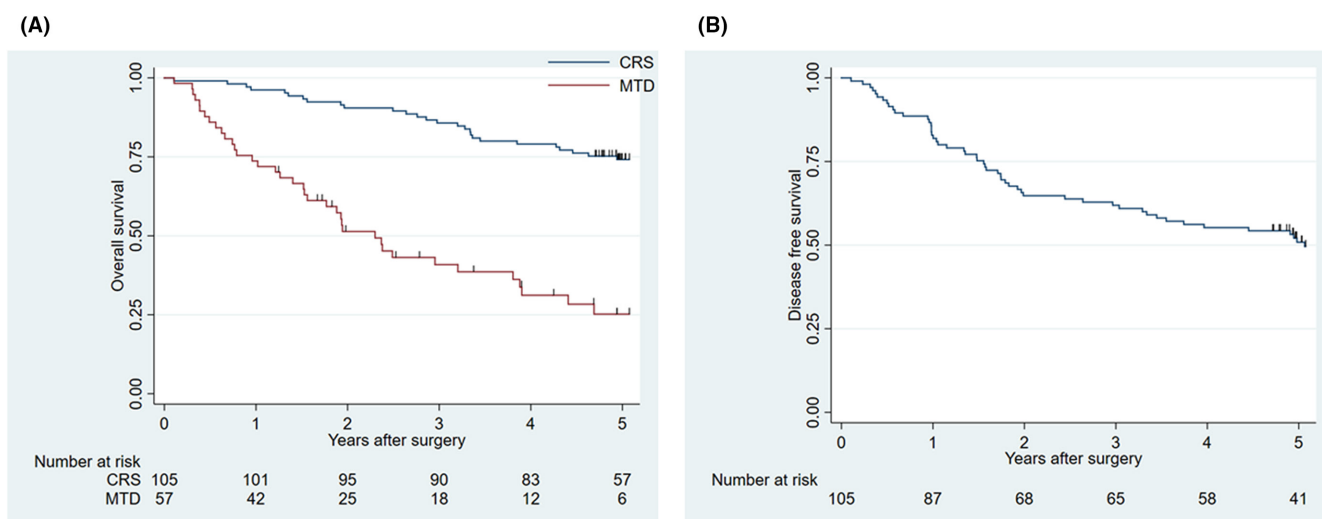 (A)
CRS
MTD
Overall survival
1.00
0.75
0.50
0.25
0.00
0 1 2 3 4 5
Years after surgery
Number at risk
CRS 105 101 95 90 83 57
MTD 57 42 25 18 12 6
(B)
Disease free survival
1.00
0.75
0.50
0.25
0.00
0 1 2 3 4 5
Years after surgery
Number at risk
105 87 68 65 58 41